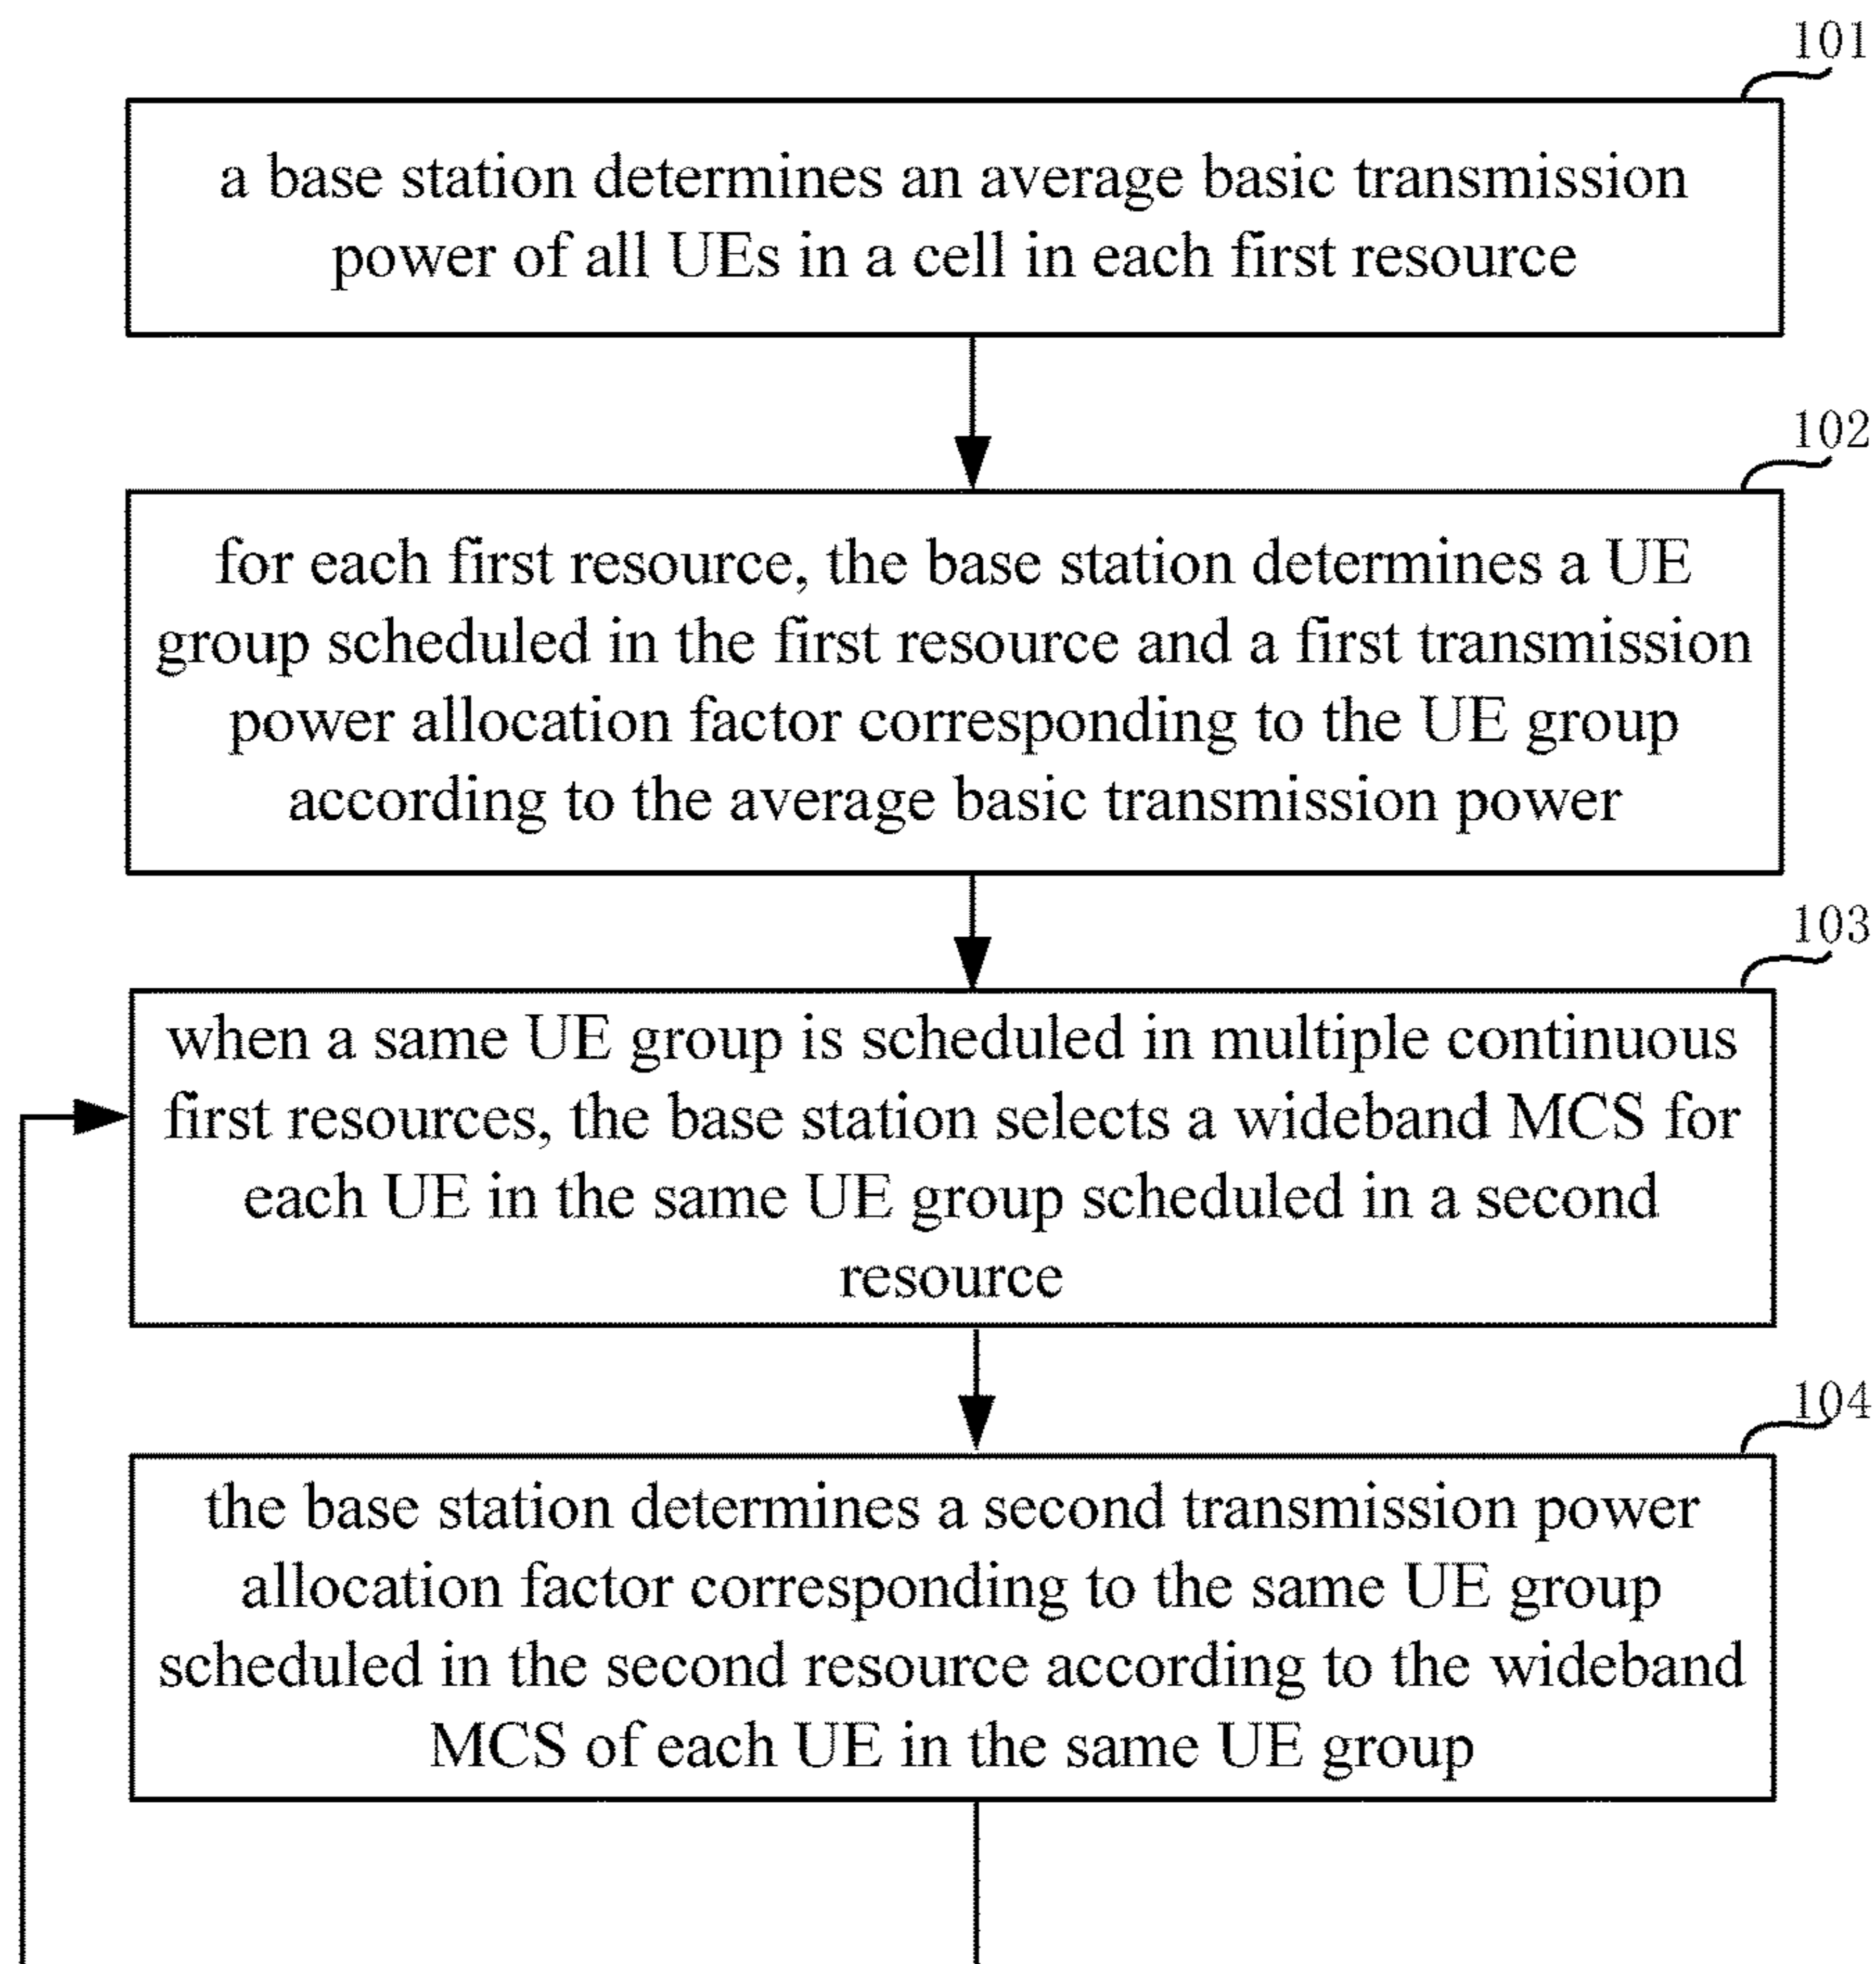 101
a base station determines an average basic transmission
power of all UEs in a cell in each first resource
102
for each first resource, the base station determines a UE
group scheduled in the first resource and a first transmission
power allocation factor corresponding to the UE group
according to the average basic transmission power
103
when a same UE group is scheduled in multiple continuous
first resources, the base station selects a wideband MCS for
each UE in the same UE group scheduled in a second
resource
104
the base station determines a second transmission power
allocation factor corresponding to the same UE group
scheduled in the second resource according to the wideband
MCS of each UE in the same UE group